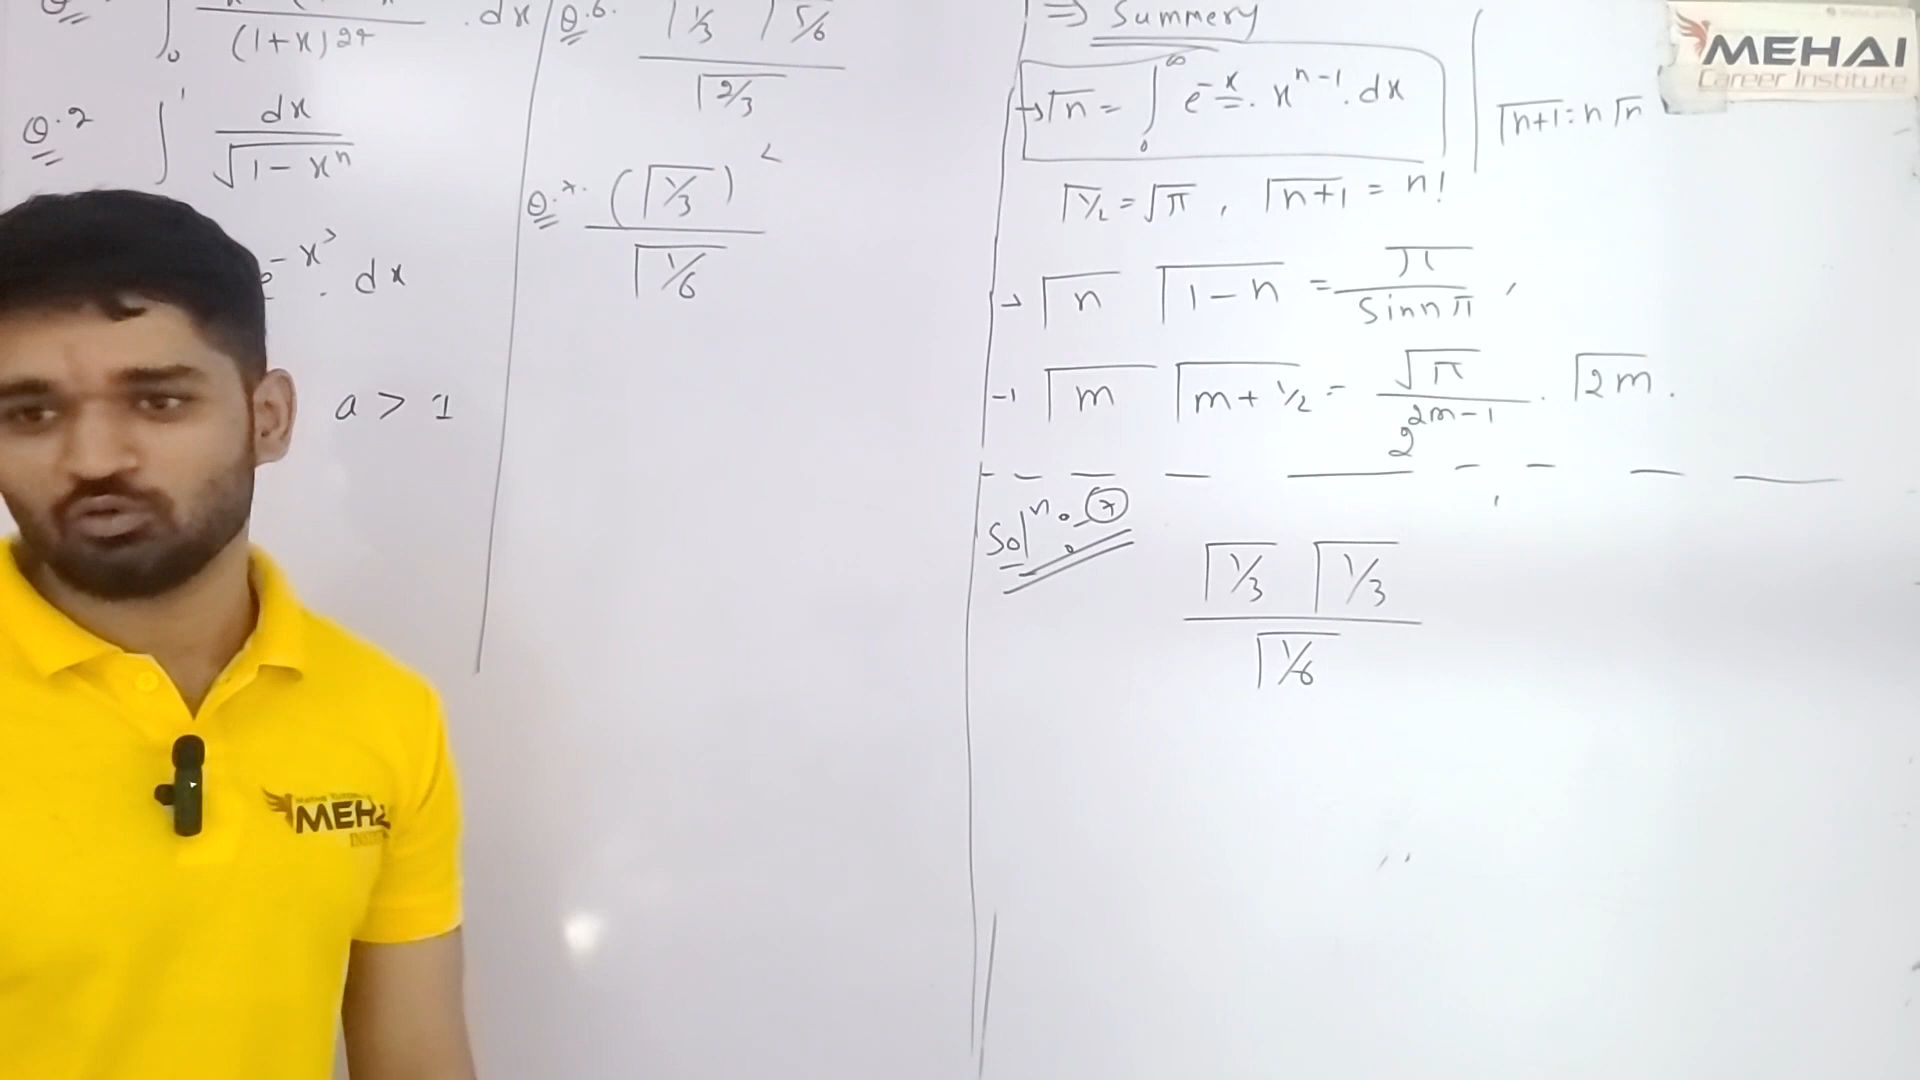 (1+x)24 . dx
Q.2 ∫ dx / √(1-xⁿ)
e^-x³ . dx
a > 1
Q.6. Γ1/3 Γ5/6 / Γ2/3
Q.7. (Γ1/3)² / Γ1/6
⇒ Summery
→ Γn = ∫₀^∞ e^-x . x^(n-1) . dx
Γn+1 = n Γn
Γ1/2 = √π , Γn+1 = n!
→ Γn Γ1-n = π / Sin nπ ,
→ Γm Γm+1/2 = √π / 2^(2m-1) . Γ2m .
Solⁿ: 7
Γ1/3 Γ1/3 / Γ1/6
MEHAI
Career Institute
MEHA